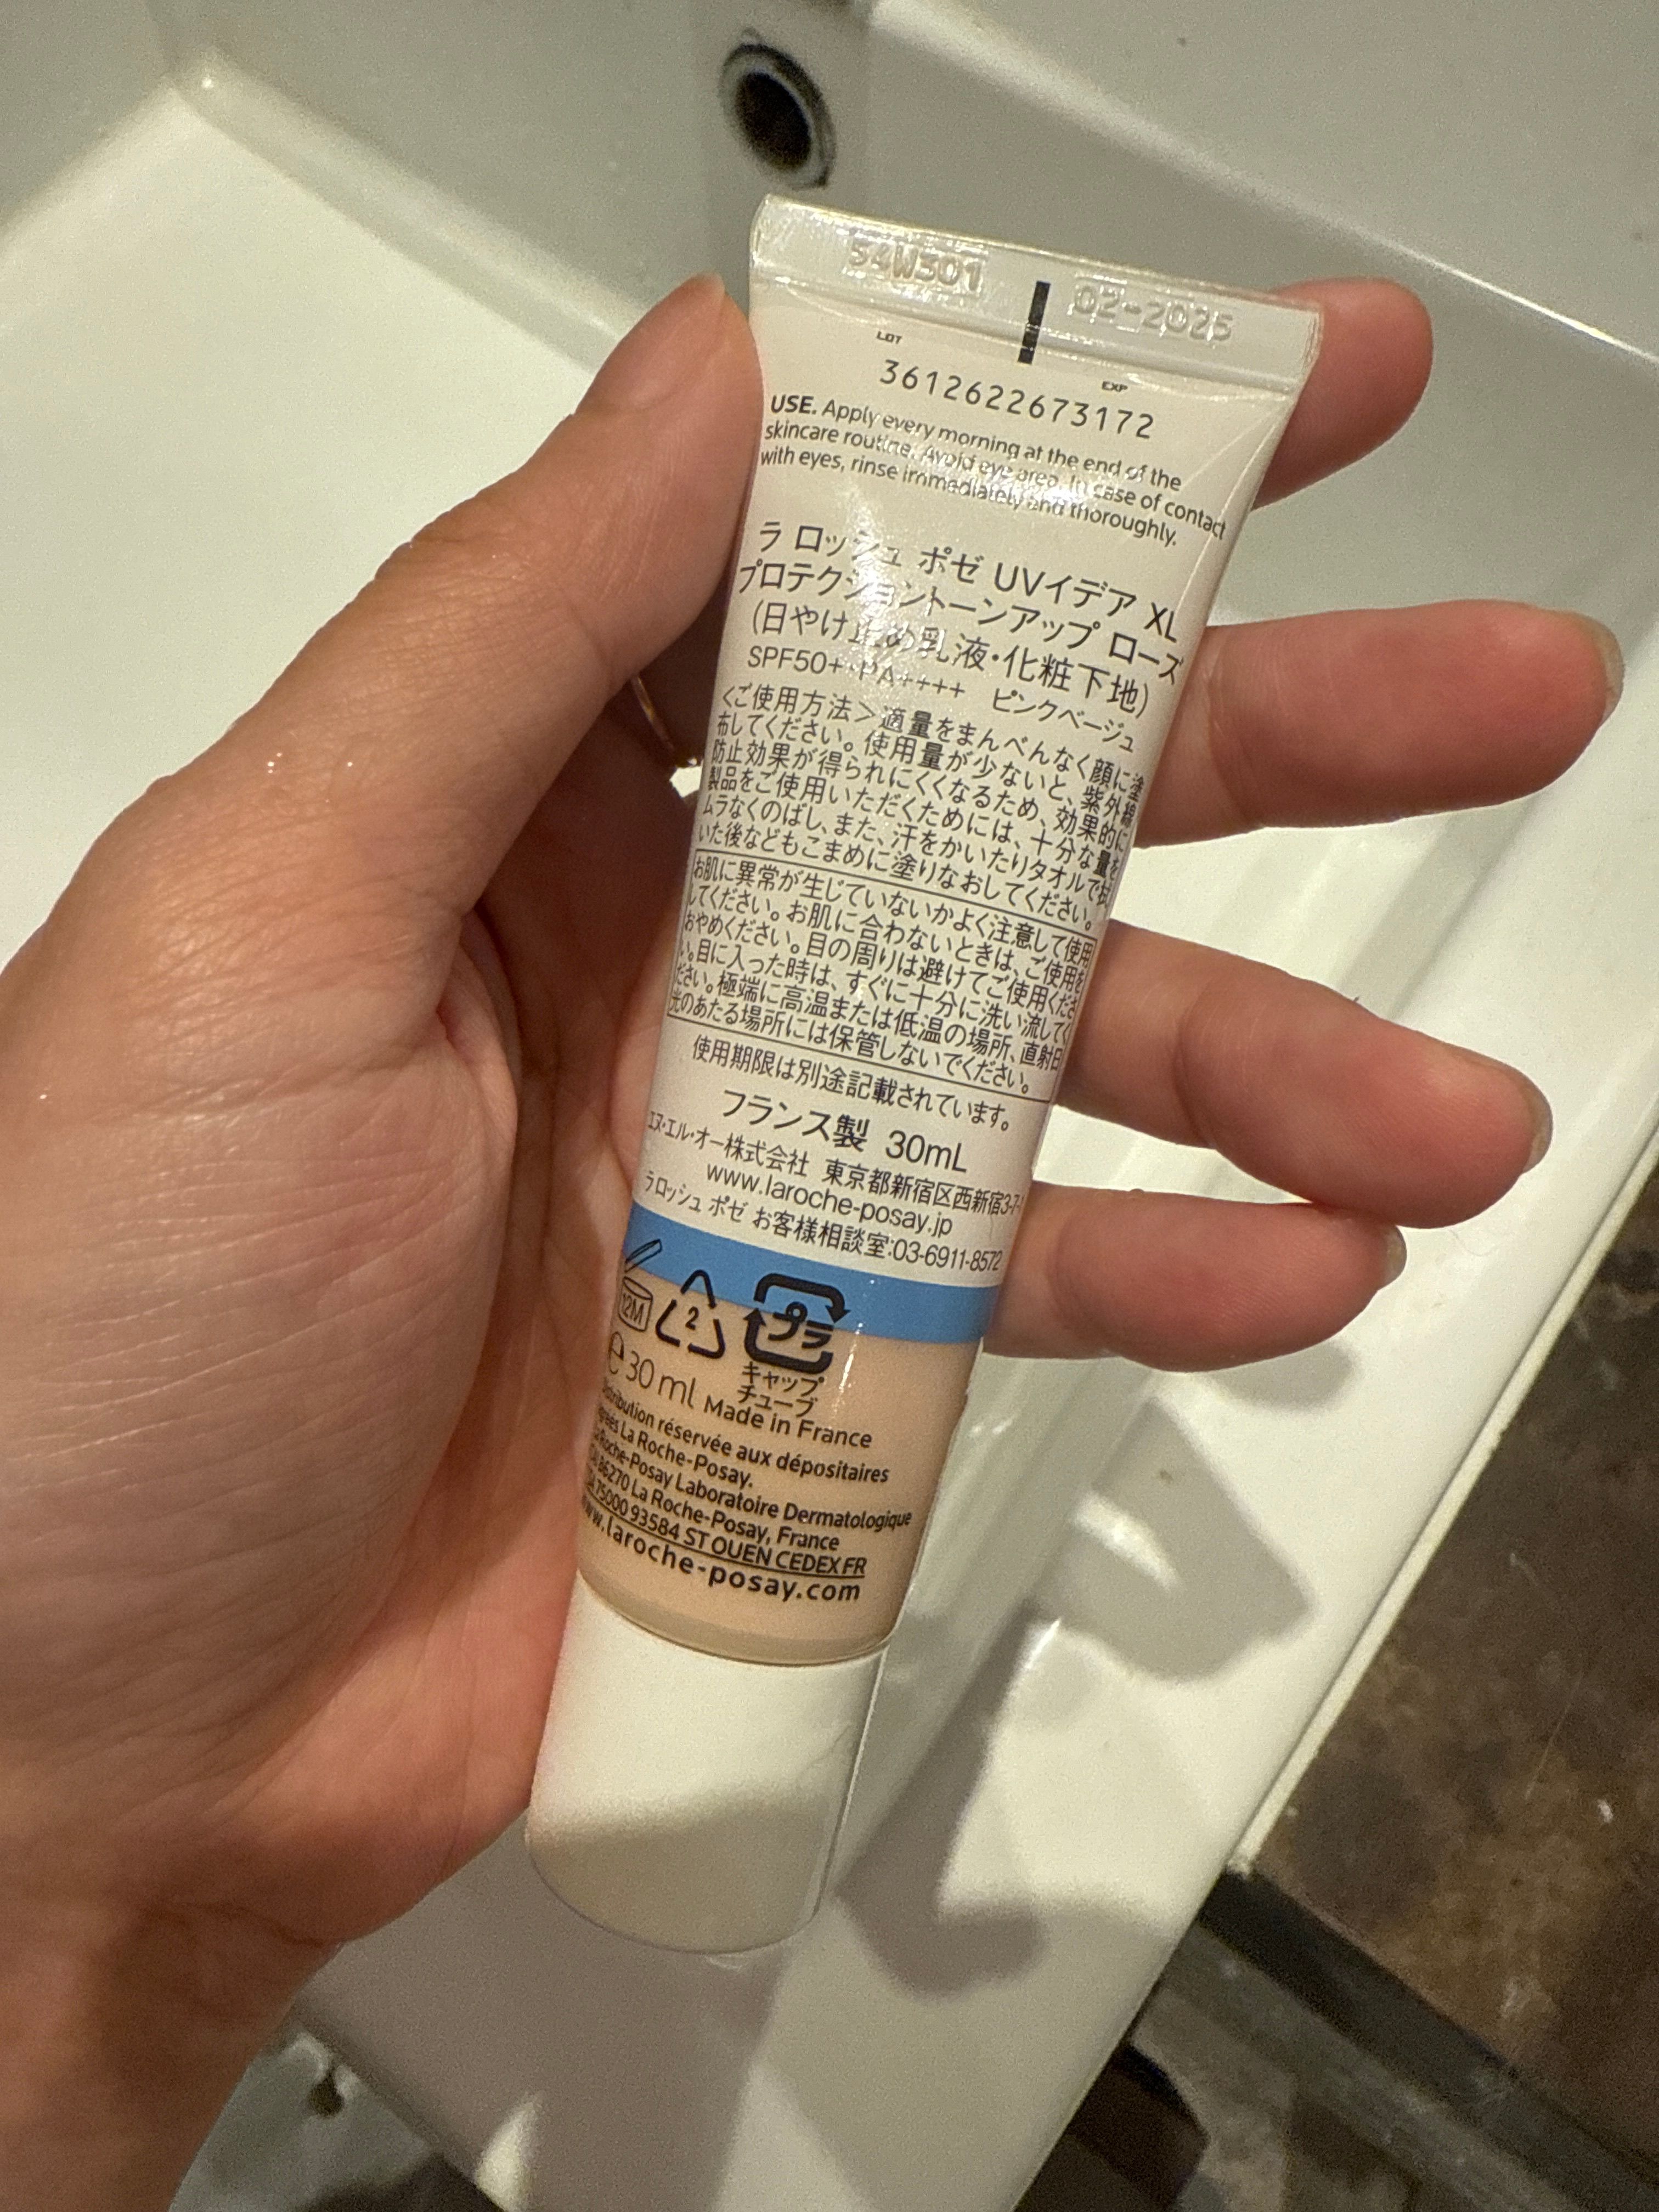 54W301
02-2025
LOT
EXP
3612622673172
USE. Apply every morning at the end of the
skincare routine. Avoid eye area. In case of contact
with eyes, rinse immediately and thoroughly.
ラ ロッシュ ポゼ UVイデア XL
プロテクショントーンアップ ローズ
(日やけ止め乳液・化粧下地)
SPF50+・PA++++ ピンクベージュ
<ご使用方法>適量をまんべんなく顔に塗
布してください。使用量が少ないと、紫外線
防止効果が得られにくくなるため、効果的に
製品をご使用いただくためには、十分な量を
ムラなくのばし、また、汗をかいたりタオルで拭
いた後などもこまめに塗りなおしてください。
お肌に異常が生じていないかよく注意して使用
してください。お肌に合わないときは、ご使用を
おやめください。目の周りは避けてご使用くださ
い。目に入った時は、すぐに十分に洗い流してく
ださい。極端に高温または低温の場所、直射日
光のあたる場所には保管しないでください。
使用期限は別途記載されています。
フランス製 30mL
エヌ・エル・オー株式会社 東京都新宿区西新宿3-7-1
www.laroche-posay.jp
ラロッシュ ポゼ お客様相談室:03-6911-8572
12M
2
プラ
キャップ
チューブ
e 30 ml Made in France
réservée aux dépositaires
La Roche-Posay.
Roche-Posay Laboratoire Dermatologique
86270 La Roche-Posay, France
75000 93584 ST OUEN CEDEX FR
www.laroche-posay.com